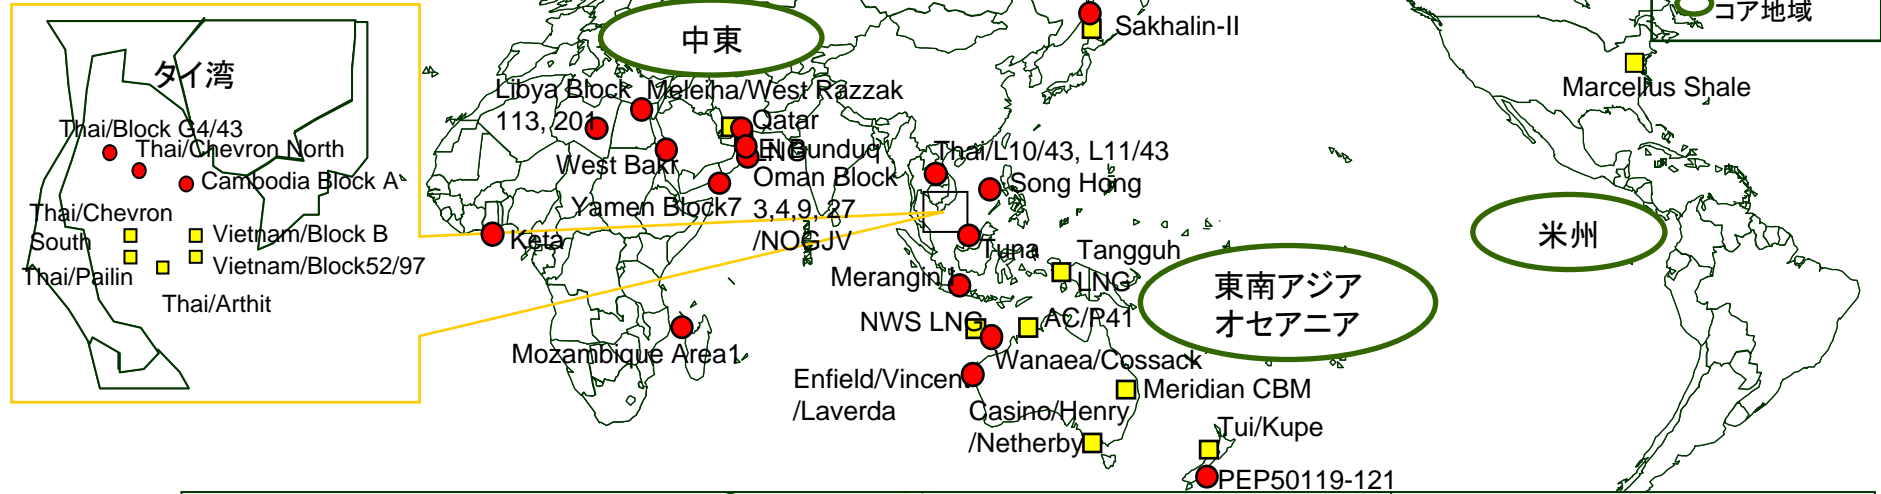 コア地域
中東
Sakhalin-II
Marcellus Shale
タイ湾
Libya Block
113, 201
Meleiha/West Razzak
Qatar
LNG
El Bunduq
West Bakr
Oman Block
3,4,9, 27
/NOGJV
Yamen Block7
Keta
Thai/L10/43, L11/43
Song Hong
Thai/Block G4/43
Thai/Chevron North
Cambodia Block A
Thai/Chevron
South
Vietnam/Block B
Vietnam/Block52/97
Thai/Pailin
Thai/Arthit
Tuna
Tangguh
LNG
米州
東南アジア
オセアニア
Merangin I
NWS LNG
AC/P41
Mozambique Area1
Wanaea/Cossack
Enfield/Vincent
/Laverda
Meridian CBM
Casino/Henry
/Netherby
Tui/Kupe
PEP50119-121